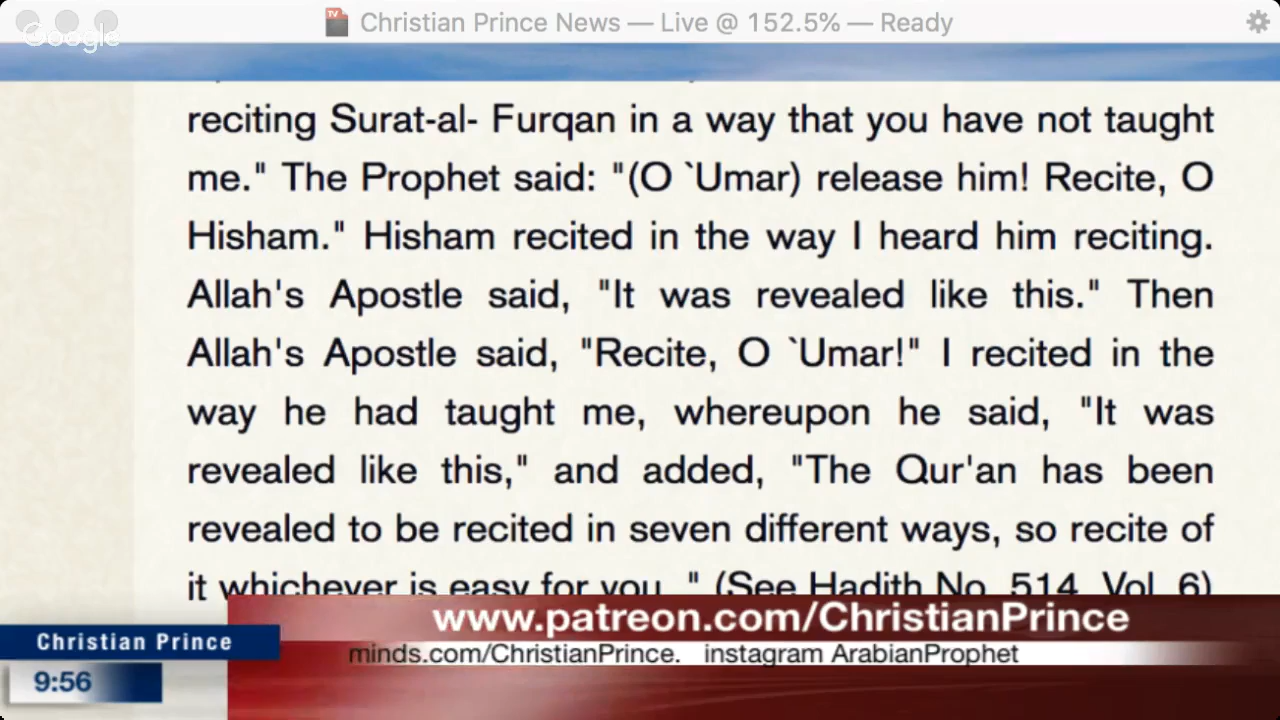 TV
Christian Prince News — Live @ 152.5% — Ready
Google
reciting Surat-al- Furqan in a way that you have not taught
me." The Prophet said: "(O `Umar) release him! Recite, O
Hisham." Hisham recited in the way I heard him reciting.
Allah's Apostle said, "It was revealed like this." Then
Allah's Apostle said, "Recite, O `Umar!" I recited in the
way he had taught me, whereupon he said, "It was
revealed like this," and added, "The Qur'an has been
revealed to be recited in seven different ways, so recite of
it whichever is easy for you. " (See Hadith No. 514, Vol. 6)
www.patreon.com/ChristianPrince
Christian Prince
minds.com/ChristianPrince. instagram ArabianProphet
9:56